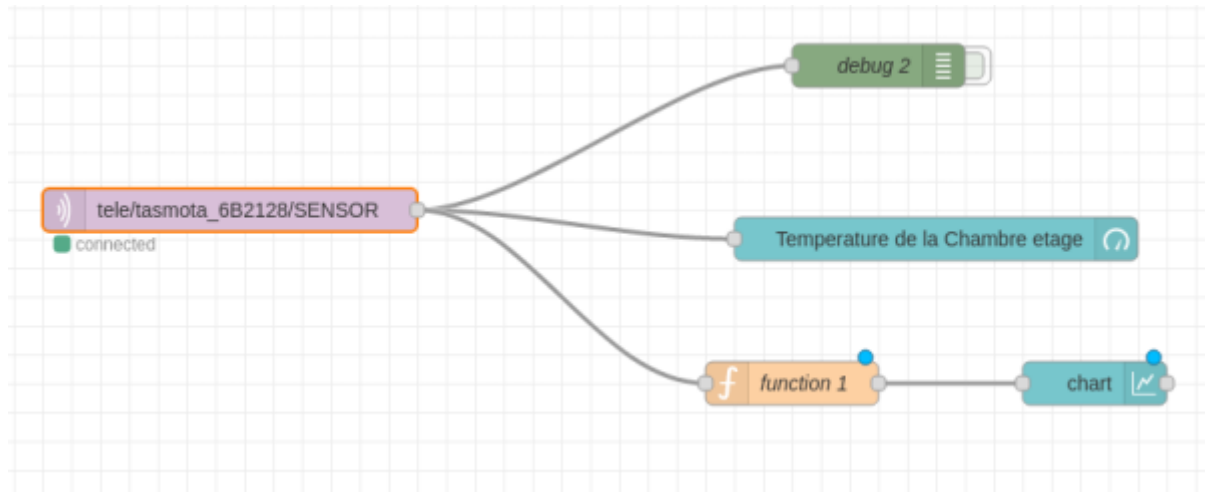 debug 2
tele/tasmota_6B2128/SENSOR
connected
Temperature de la Chambre etage
function 1
chart